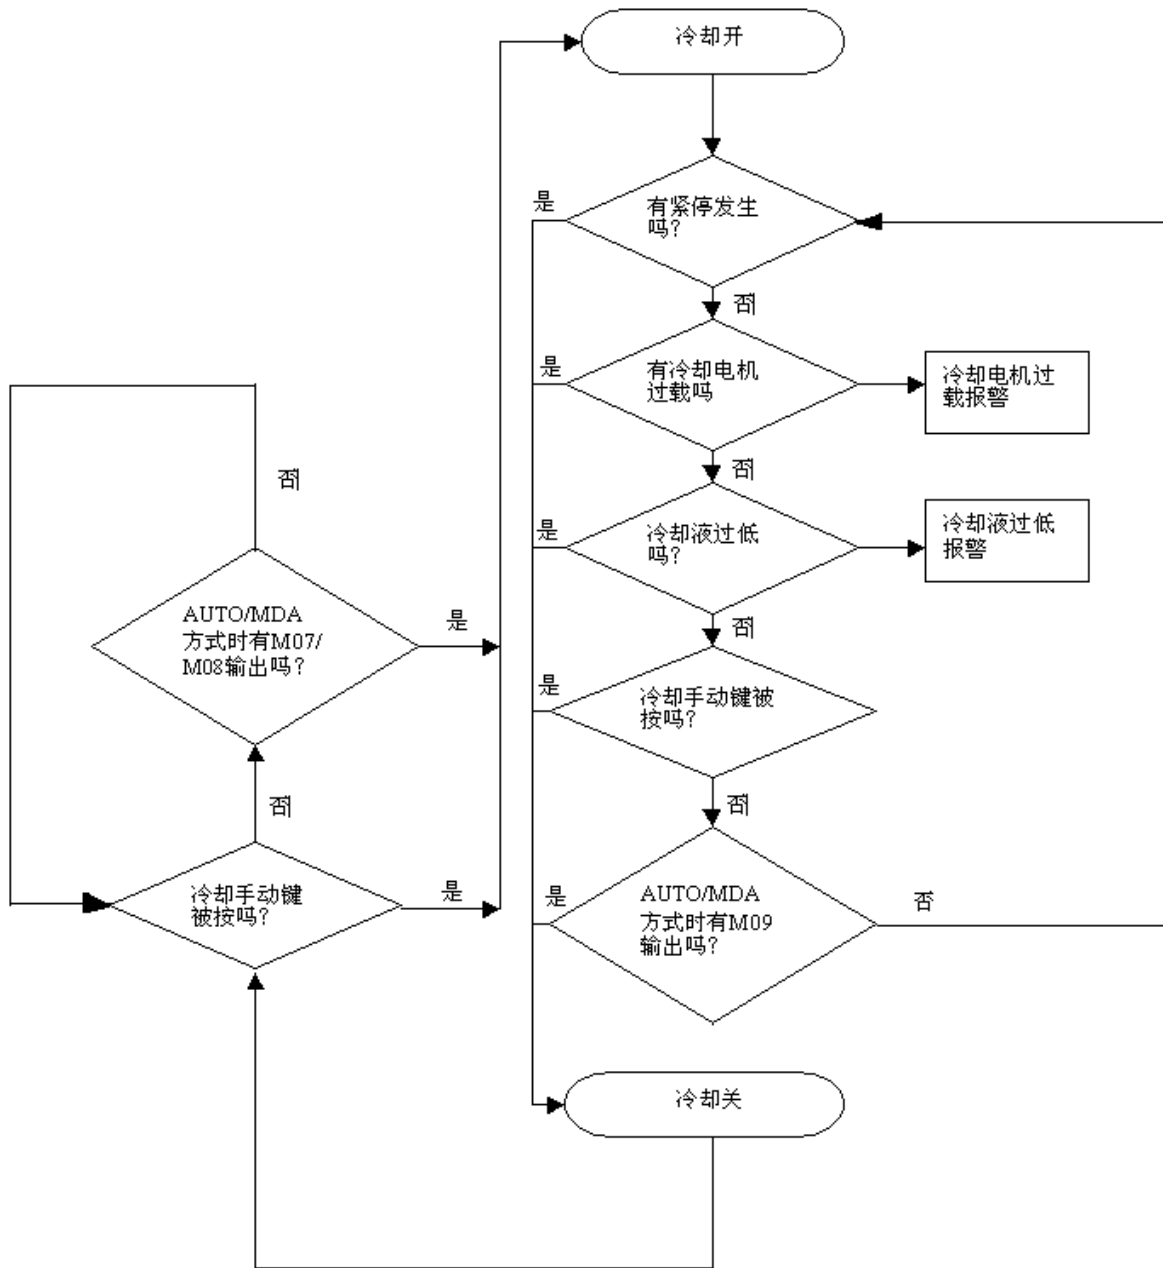 冷却开
是
有紧停发生
吗?
否
是
有冷却电机
过载吗
冷却电机过
载报警
否
是
冷却液过低
吗?
冷却液过低
报警
否
是
冷却手动键被
按吗?
否
是
AUTO/MDA
方式时有M09
输出吗?
否
冷却关
否
AUTO/MDA
方式时有M07/
M08输出吗?
是
否
冷却手动键
被按吗?
是